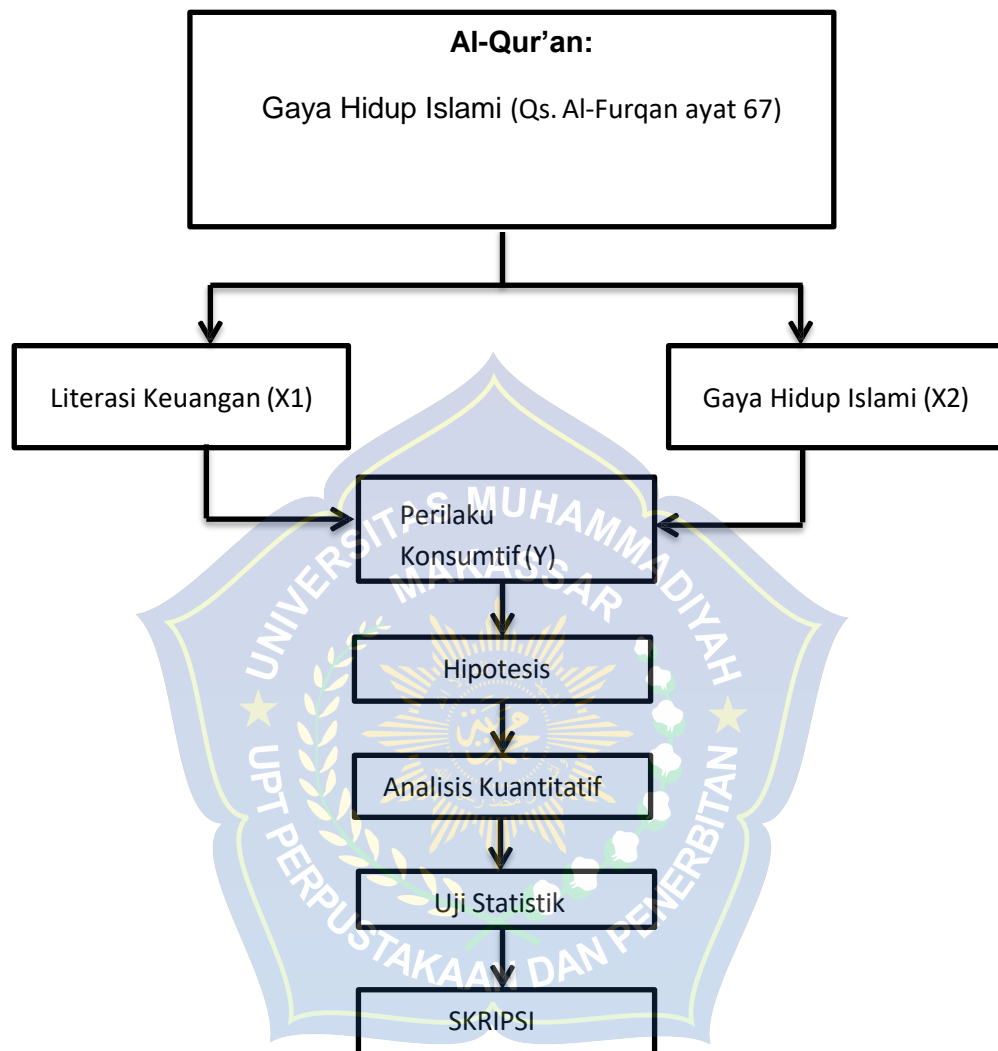 Al-Qur’an:
Gaya Hidup Islami (Qs. Al-Furqan ayat 67)
Literasi Keuangan (X1)
Gaya Hidup Islami (X2)
Perilaku
Konsumtif (Y)
Hipotesis
Analisis Kuantitatif
Uji Statistik
SKRIPSI
UNIVERSITAS MUHAMMADIYAH
MAKASSAR
UPT PERPUSTAKAAN DAN PENERBITAN